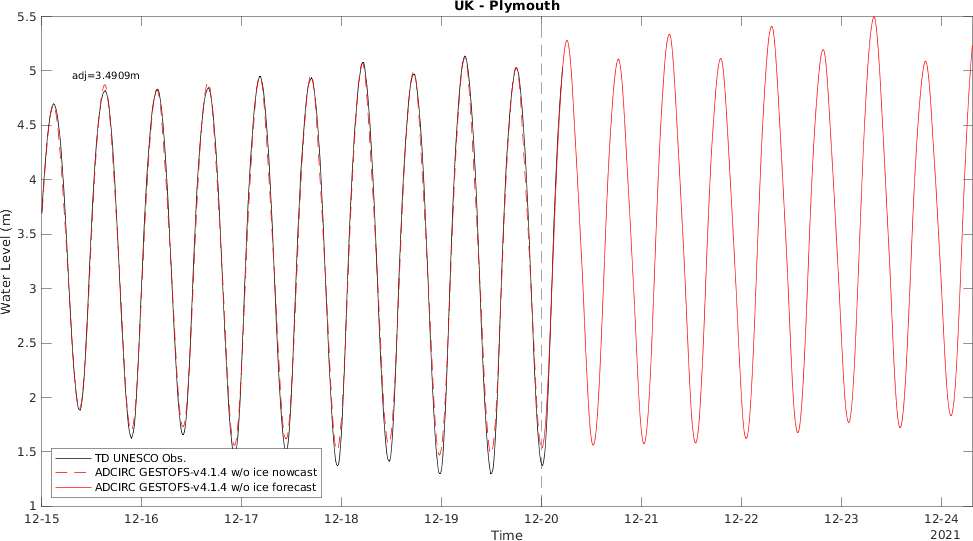 UK - Plymouth
5.5
5
4.5
4
3.5
3
2.5
2
1.5
1
Water Level (m)
adj=3.4909m
TD UNESCO Obs.
ADCIRC GESTOFS-v4.1.4 w/o ice nowcast
ADCIRC GESTOFS-v4.1.4 w/o ice forecast
12-15 12-16 12-17 12-18 12-19 12-20 12-21 12-22 12-23 12-24
Time
2021